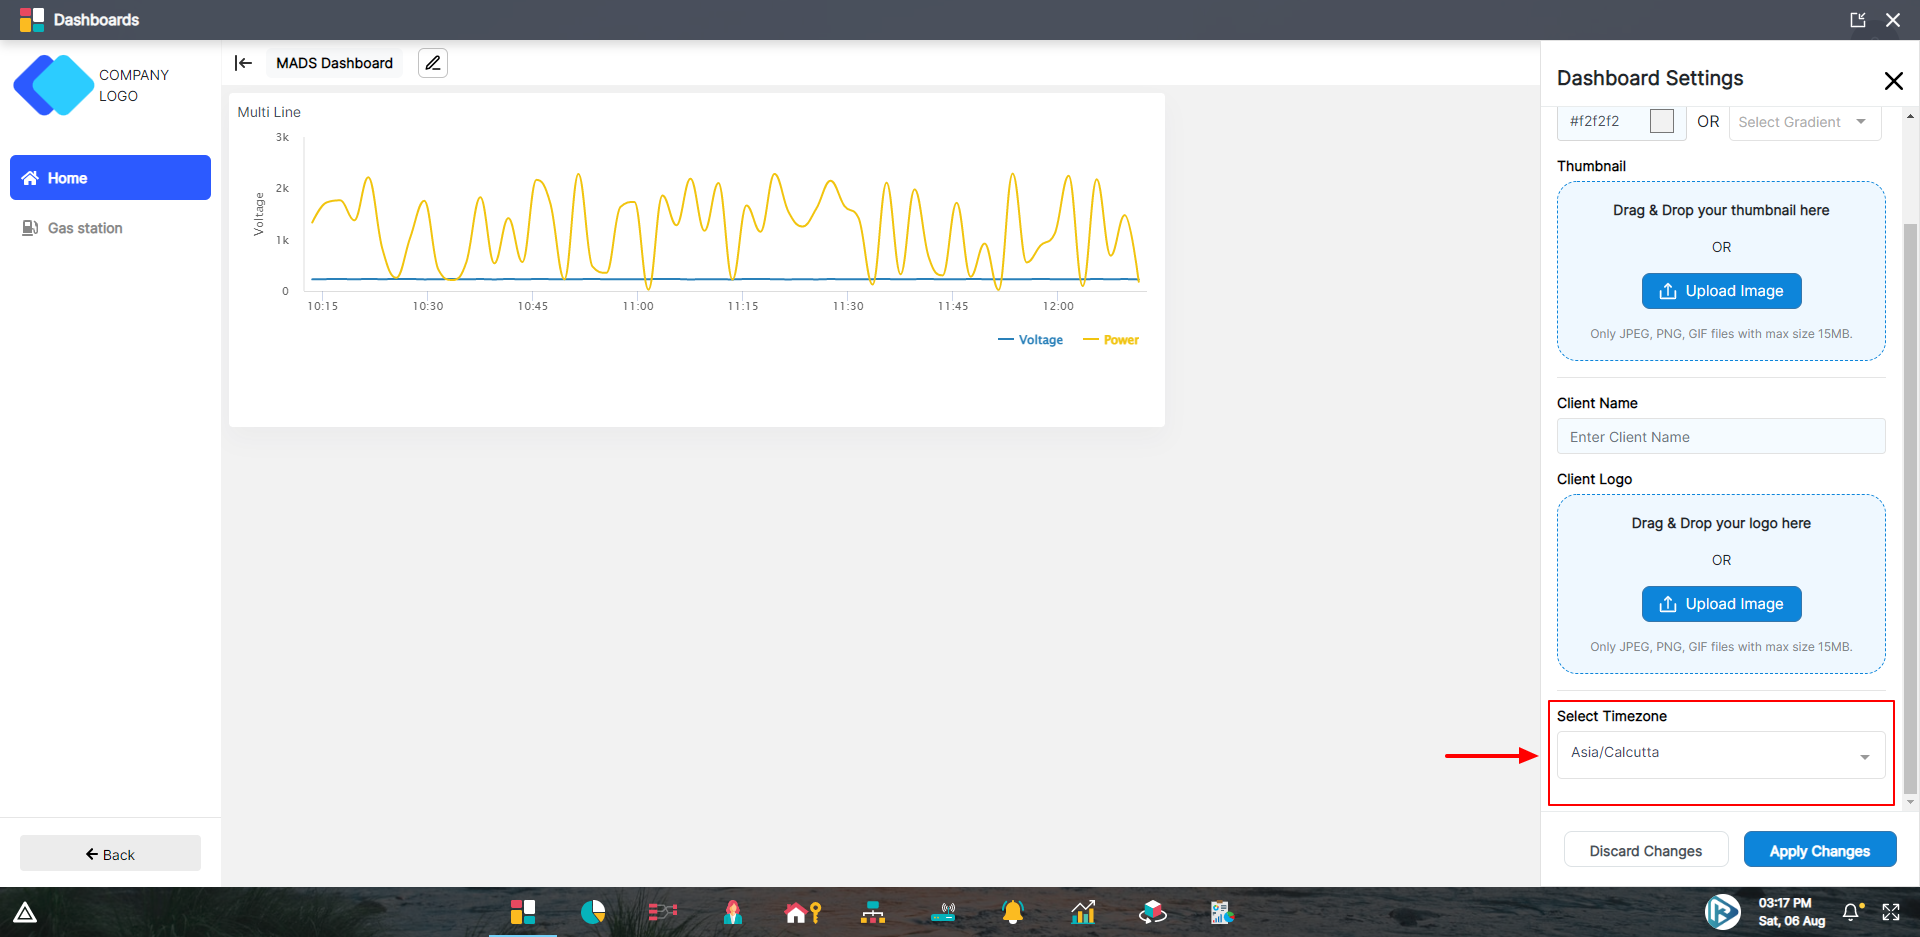 Dashboards
COMPANY
LOGO
Home
Gas station
Back
MADS Dashboard
Multi Line
3k
2k
1k
0
Voltage
10:15 10:30 10:45 11:00 11:15 11:30 11:45 12:00
Voltage Power
Dashboard Settings
#f2f2f2 OR Select Gradient
Thumbnail
Drag & Drop your thumbnail here
OR
Upload Image
Only JPEG, PNG, GIF files with max size 15MB.
Client Name
Enter Client Name
Client Logo
Drag & Drop your logo here
OR
Upload Image
Only JPEG, PNG, GIF files with max size 15MB.
Select Timezone
Asia/Calcutta
Discard Changes Apply Changes
03:17 PM
Sat, 06 Aug